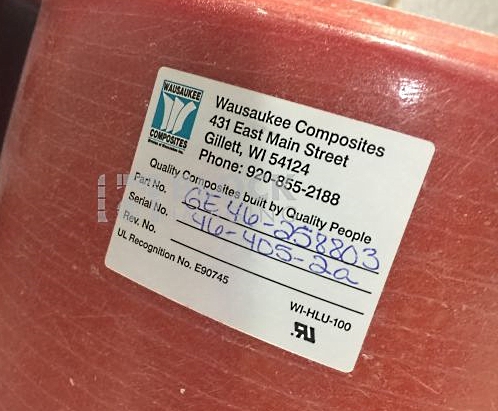 WAUSAUKEE
COMPOSITES
Wausaukee Composites
431 East Main Street
Gillett, WI 54124
Phone: 920-855-2188
Quality Composites built by Quality People
Part No. GE46-258803
Serial No. 46-405-2a
Rev. No.
UL Recognition No. E90745
WI-HLU-100